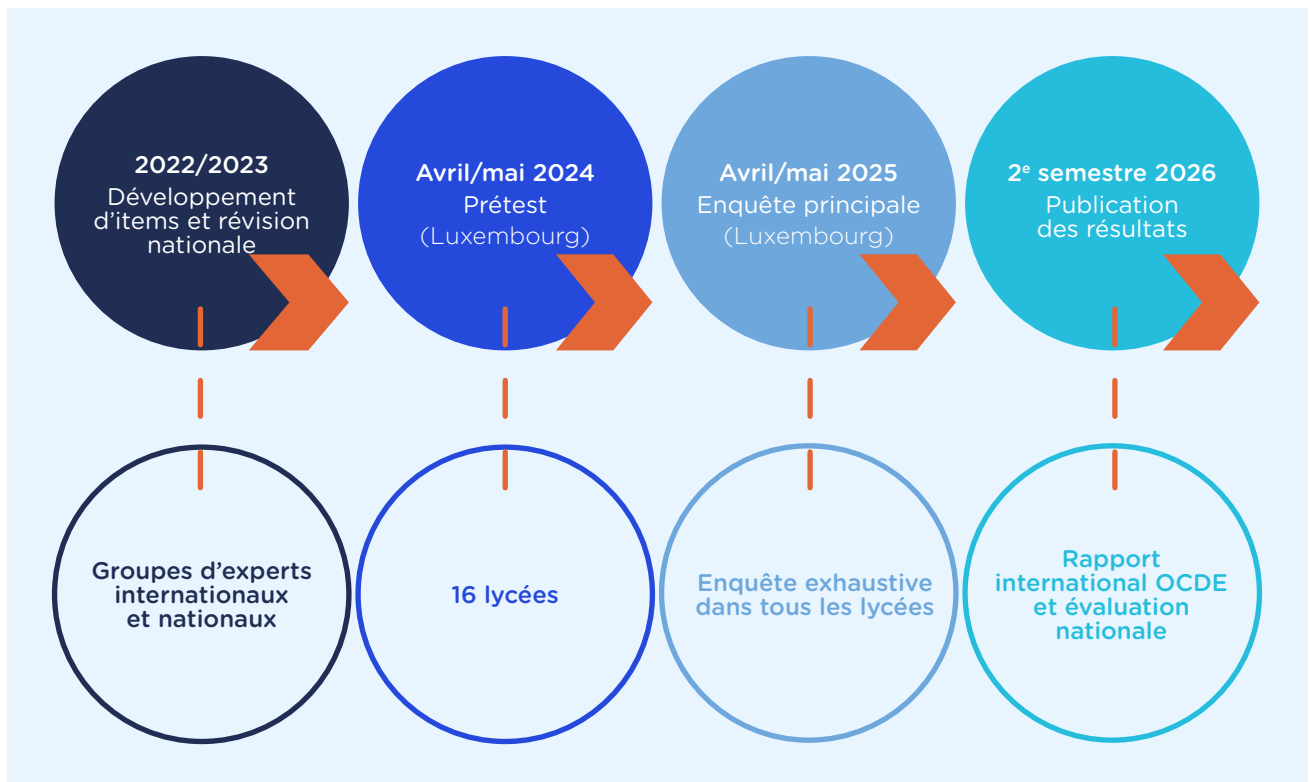 2022/2023
Développement
d’items et révision
nationale
Avril/mai 2024
Prétest
(Luxembourg)
Avril/mai 2025
Enquête principale
(Luxembourg)
2e semestre 2026
Publication
des résultats
Groupes d’experts
internationaux
et nationaux
16 lycées
Enquête exhaustive
dans tous les lycées
Rapport
international OCDE
et évaluation
nationale